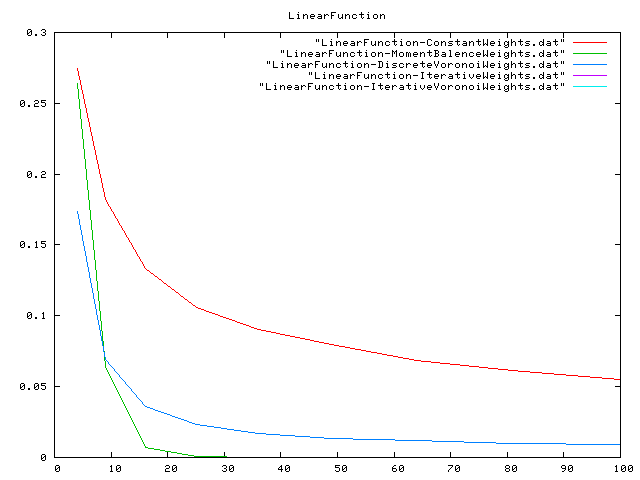 LinearFunction
"LinearFunction-ConstantWeights.dat"
"LinearFunction-MomentBalenceWeights.dat"
"LinearFunction-DiscreteVoronoiWeights.dat"
"LinearFunction-IterativeWeights.dat"
"LinearFunction-IterativeVoronoiWeights.dat"
0.3
0.25
0.2
0.15
0.1
0.05
0
0 10 20 30 40 50 60 70 80 90 100